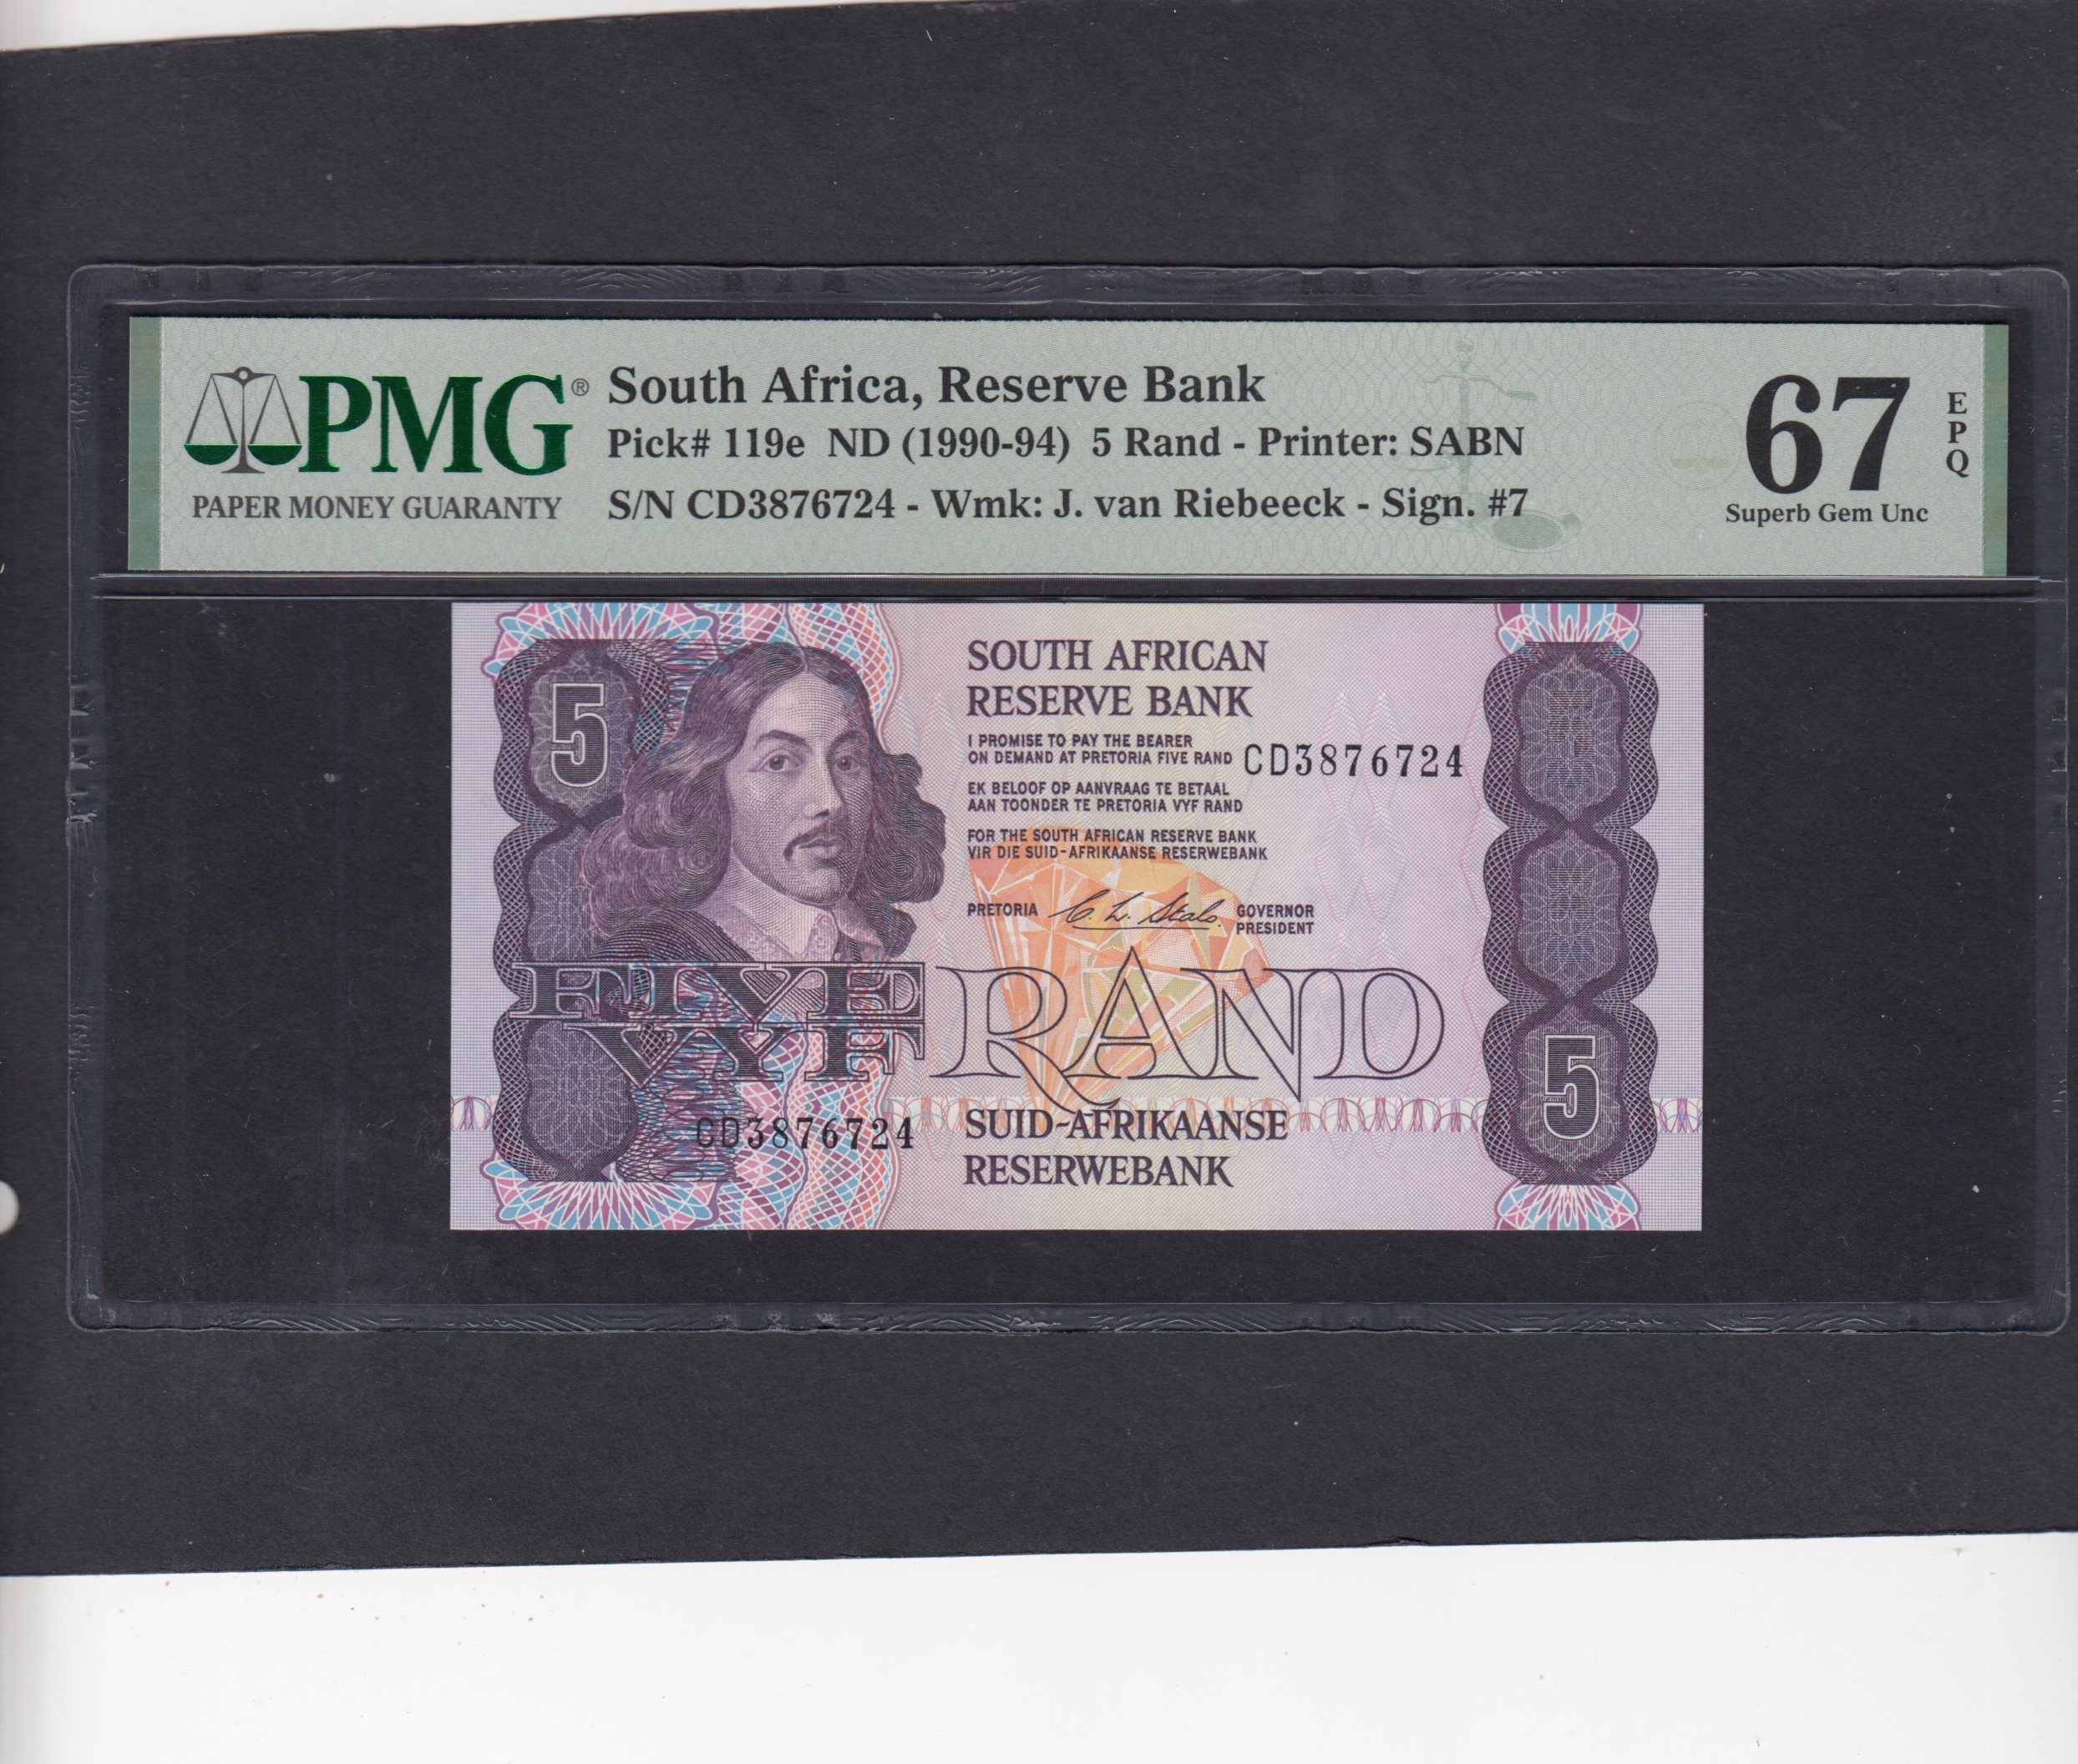 PMG®
PAPER MONEY GUARANTY
South Africa, Reserve Bank
Pick# 119e ND (1990-94) 5 Rand - Printer: SABN
S/N CD3876724 - Wmk: J. van Riebeeck - Sign. #7
67
EPQ
Superb Gem Unc
5
SOUTH AFRICAN
RESERVE BANK
I PROMISE TO PAY THE BEARER
ON DEMAND AT PRETORIA FIVE RAND
CD3876724
EK BELOOF OP AANVRAAG TE BETAAL
AAN TOONDER TE PRETORIA VYF RAND
FOR THE SOUTH AFRICAN RESERVE BANK
VIR DIE SUID-AFRIKAANSE RESERWEBANK
PRETORIA C. L. Stals GOVERNOR
PRESIDENT
FIVE
VYF
RAND
5
CD3876724
SUID-AFRIKAANSE
RESERWEBANK